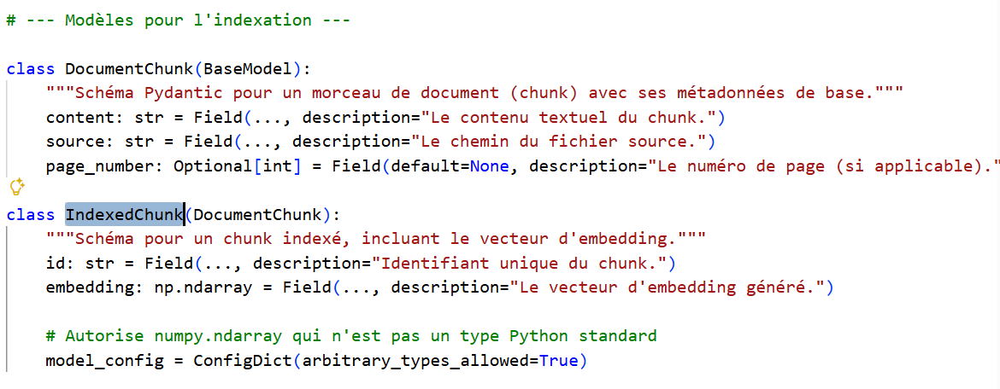 # --- Modèles pour l'indexation ---
class DocumentChunk(BaseModel):
"""Schéma Pydantic pour un morceau de document (chunk) avec ses métadonnées de base."""
content: str = Field(..., description="Le contenu textuel du chunk.")
source: str = Field(..., description="Le chemin du fichier source.")
page_number: Optional[int] = Field(default=None, description="Le numéro de page (si applicable)."
class IndexedChunk(DocumentChunk):
"""Schéma pour un chunk indexé, incluant le vecteur d'embedding."""
id: str = Field(..., description="Identifiant unique du chunk.")
embedding: np.ndarray = Field(..., description="Le vecteur d'embedding généré.")
# Autorise numpy.ndarray qui n'est pas un type Python standard
model_config = ConfigDict(arbitrary_types_allowed=True)